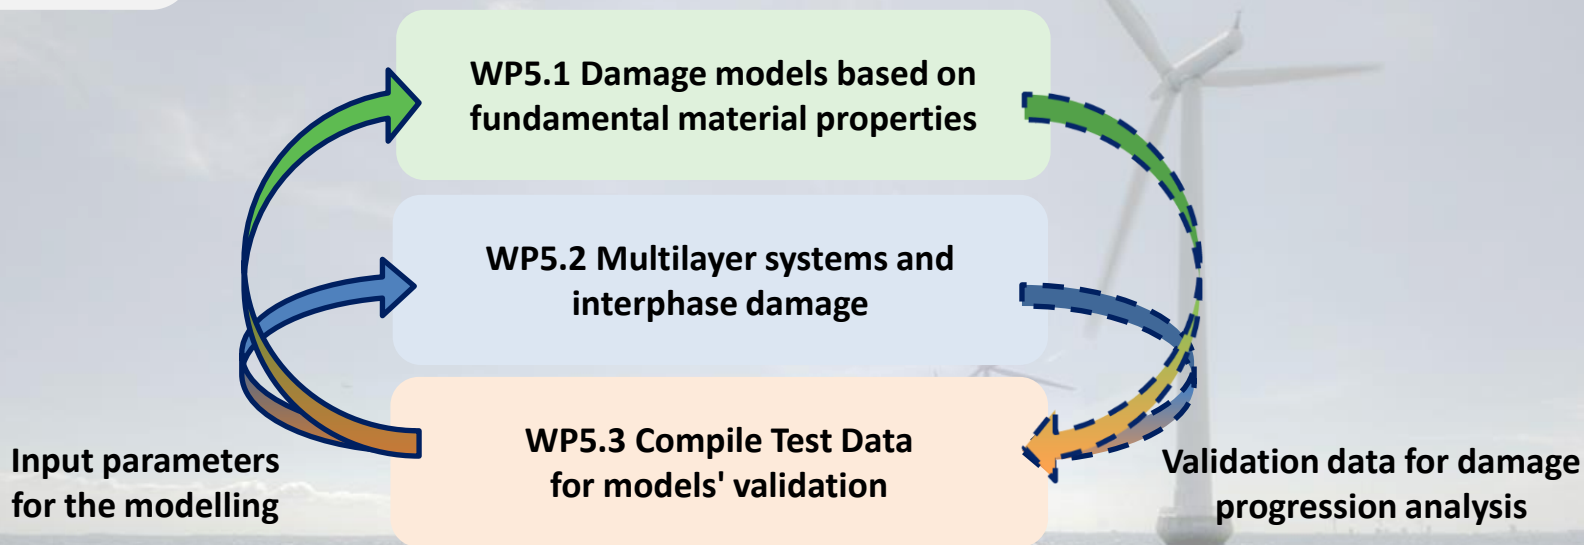 WP5.1 Damage models based on
fundamental material properties
WP5.2 Multilayer systems and
interphase damage
WP5.3 Compile Test Data
for models' validation
Input parameters
for the modelling
Validation data for damage
progression analysis